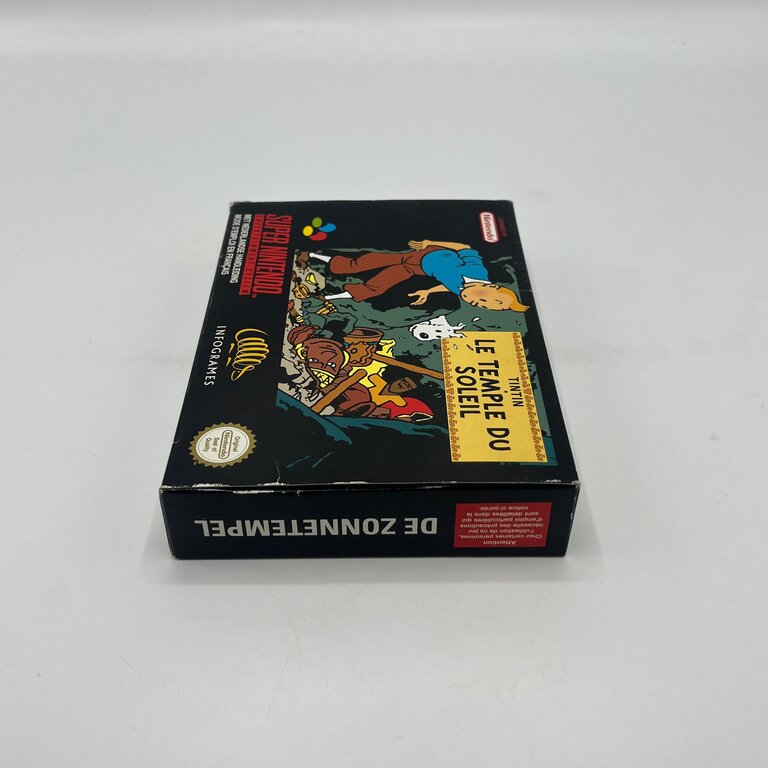 Nintendo
TINTIN
LE TEMPLE DU
SOLEIL
SUPER NINTENDO
MET NEDERLANDSE HANDLEIDING
MODE D'EMPLOI EN FRANÇAIS
INFOGRAMES
Original
Nintendo
Seal of
Quality
DE ZONNETEMPEL
Attention
Chez certaines personnes,
l'utilisation de ce jeu
nécessite des précautions
d'emploi particulières qui
sont détaillées dans la
notice ci-jointe.